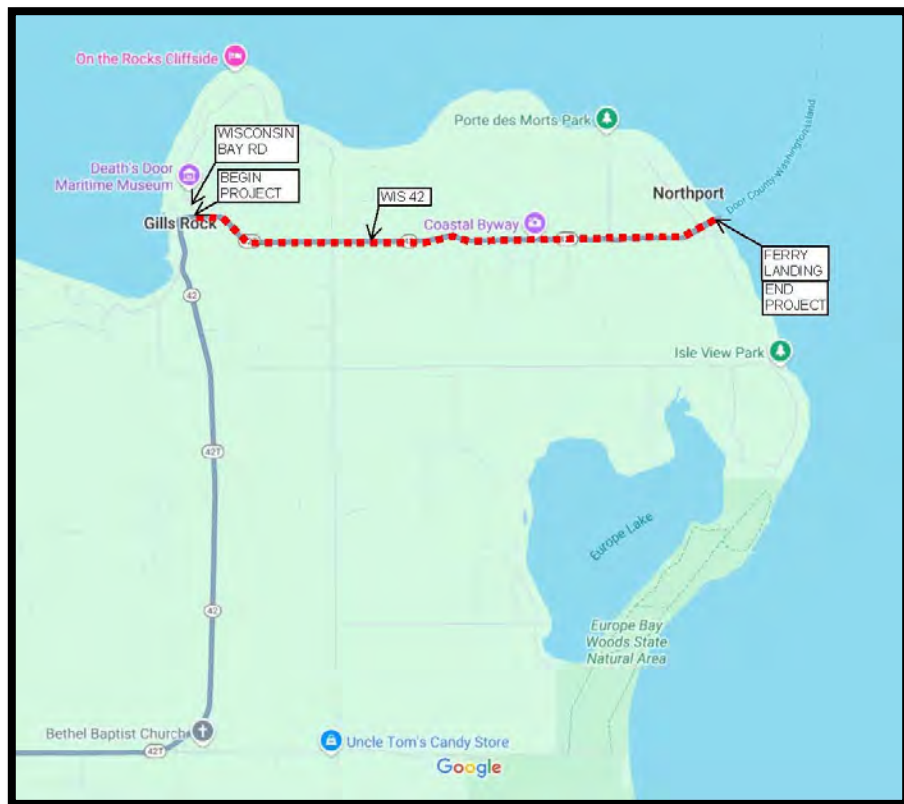 On the Rocks Cliffside
Porte des Morts Park
WISCONSIN
BAY RD
Death's Door
Maritime Museum
BEGIN
PROJECT
Door County-Washington Island
Northport
WIS 42
Gills Rock
Coastal Byway
FERRY
LANDING
END
PROJECT
42
Isle View Park
42T
Europe Lake
42
Europe Bay
Woods State
Natural Area
Bethel Baptist Church
42T
Uncle Tom's Candy Store
Google